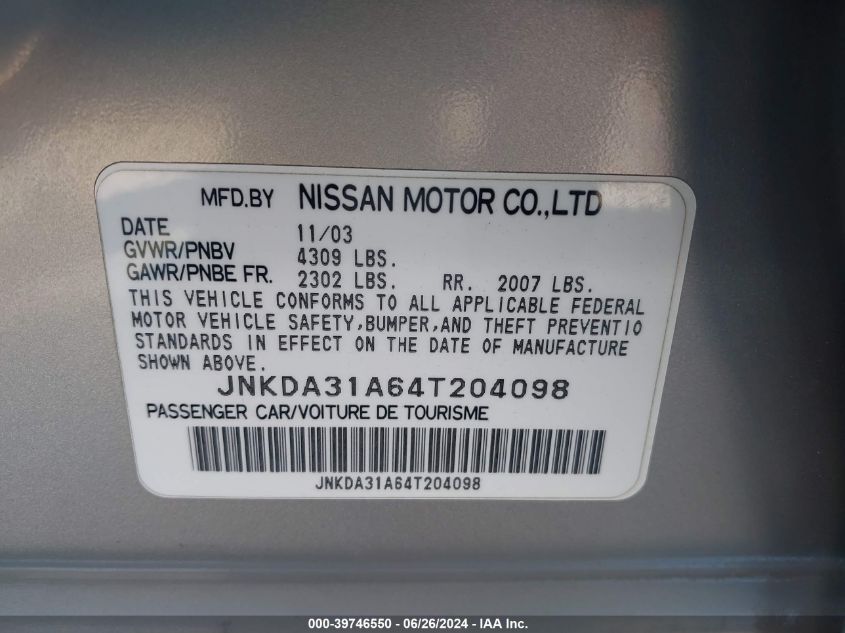 MFD.BY NISSAN MOTOR CO.,LTD
DATE 11/03
GVWR/PNBV 4309 LBS.
GAWR/PNBE FR. 2302 LBS. RR. 2007 LBS.
THIS VEHICLE CONFORMS TO ALL APPLICABLE FEDERAL
MOTOR VEHICLE SAFETY,BUMPER,AND THEFT PREVENTIO
STANDARDS IN EFFECT ON THE DATE OF MANUFACTURE
SHOWN ABOVE.
JNKDA31A64T204098
PASSENGER CAR/VOITURE DE TOURISME
JNKDA31A64T204098
000-39746550 - 06/26/2024 - IAA Inc.